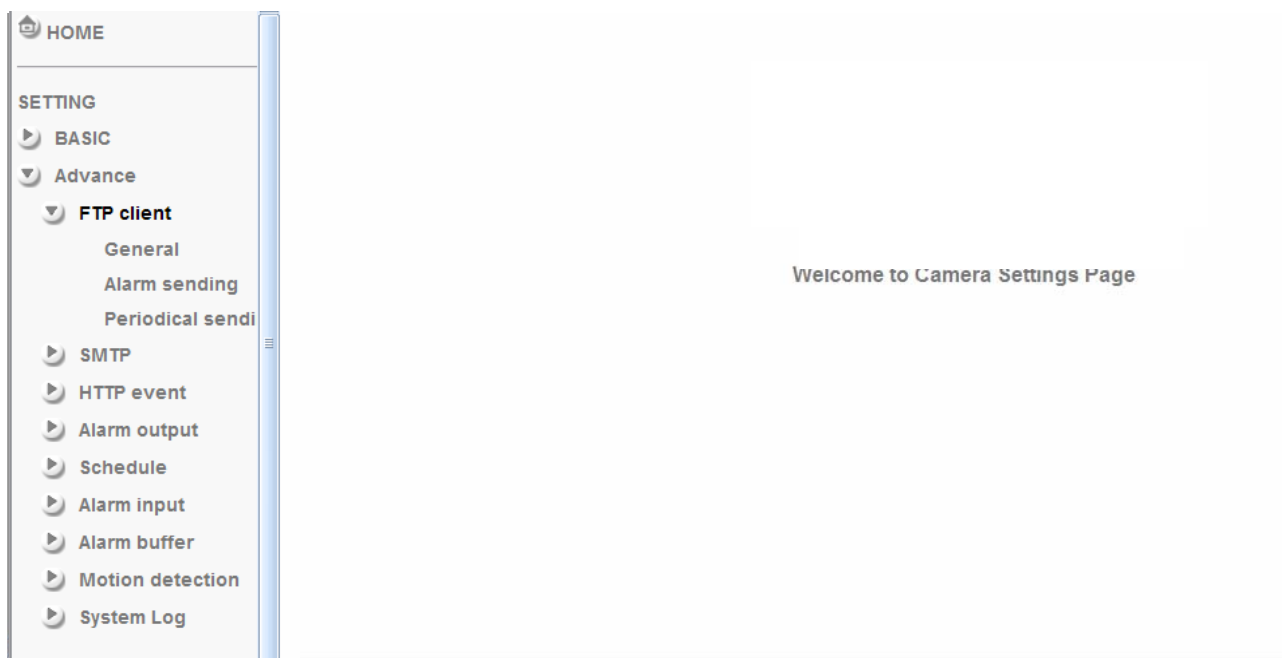 HOME
SETTING
BASIC
Advance
FTP client
General
Alarm sending
Periodical sendi
SMTP
HTTP event
Alarm output
Schedule
Alarm input
Alarm buffer
Motion detection
System Log
Welcome to Camera Settings Page